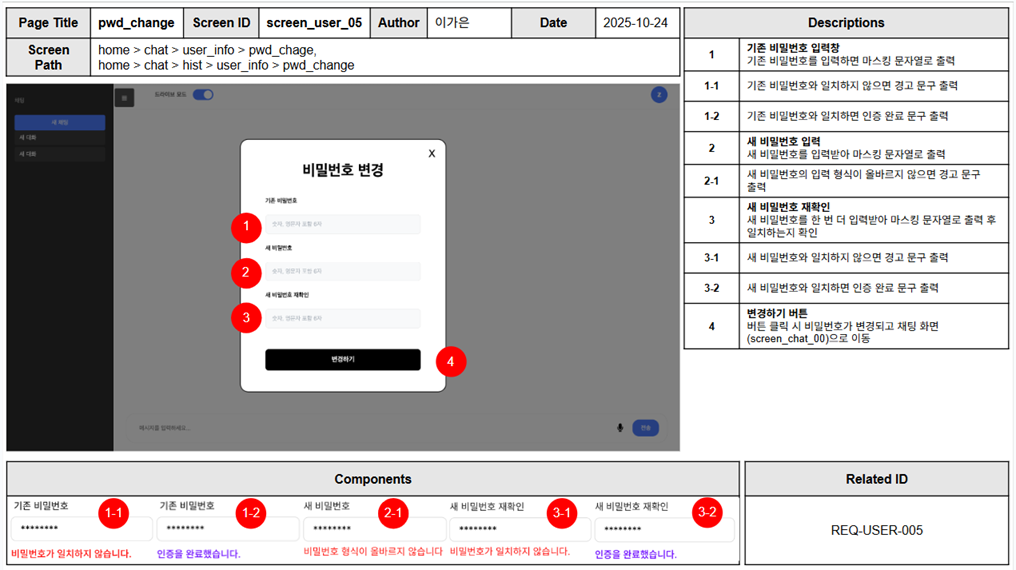 Page Title pwd_change Screen ID screen_user_05 Author 이가은 Date 2025-10-24
Screen Path
home > chat > user_info > pwd_chage,
home > chat > hist > user_info > pwd_change
채팅
새 채팅
새 대화
새 대화
드라이브 모드
X
비밀번호 변경
기존 비밀번호
1
숫자, 영문자 포함 6자
새 비밀번호
2
새 비밀번호 재확인
3
숫자, 영문자 포함 6자
변경하기
4
메시지를 입력하세요...
전송
Descriptions
1
기존 비밀번호 입력창
기존 비밀번호를 입력하면 마스킹 문자열로 출력
1-1 기존 비밀번호와 일치하지 않으면 경고 문구 출력
1-2 기존 비밀번호와 일치하면 인증 완료 문구 출력
2
새 비밀번호 입력
새 비밀번호를 입력받아 마스킹 문자열로 출력
2-1
새 비밀번호의 입력 형식이 올바르지 않으면 경고 문구
출력
3
새 비밀번호 재확인
새 비밀번호를 한 번 더 입력받아 마스킹 문자열로 출력 후
일치하는지 확인
3-1 새 비밀번호와 일치하지 않으면 경고 문구 출력
3-2 새 비밀번호와 일치하면 인증 완료 문구 출력
4
변경하기 버튼
버튼 클릭 시 비밀번호가 변경되고 채팅 화면
(screen_chat_00)으로 이동
Components
기존 비밀번호 1-1
********
비밀번호가 일치하지 않습니다.
기존 비밀번호 1-2
********
인증을 완료했습니다.
새 비밀번호 2-1
********
비밀번호 형식이 올바르지 않습니다
새 비밀번호 재확인 3-1
********
비밀번호가 일치하지 않습니다.
새 비밀번호 재확인 3-2
********
인증을 완료했습니다.
Related ID
REQ-USER-005